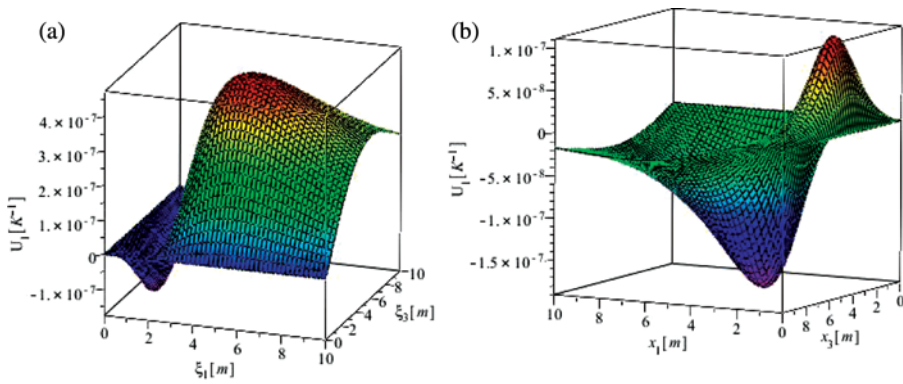 (a)
4.×10⁻⁷
3.×10⁻⁷
2.×10⁻⁷
1.×10⁻⁷
0
-1.×10⁻⁷
U₁[K⁻¹]
0 2 4 6 8 10
ξ₁[m]
0 2 4 6 8 10
ξ₃[m]
(b)
1.×10⁻⁷
5.×10⁻⁸
0
-5.×10⁻⁸
-1.×10⁻⁷
-1.5×10⁻⁷
U₁[K⁻¹]
10 8 6 4 2 0
x₁[m]
8 6 4 2 0
x₃[m]